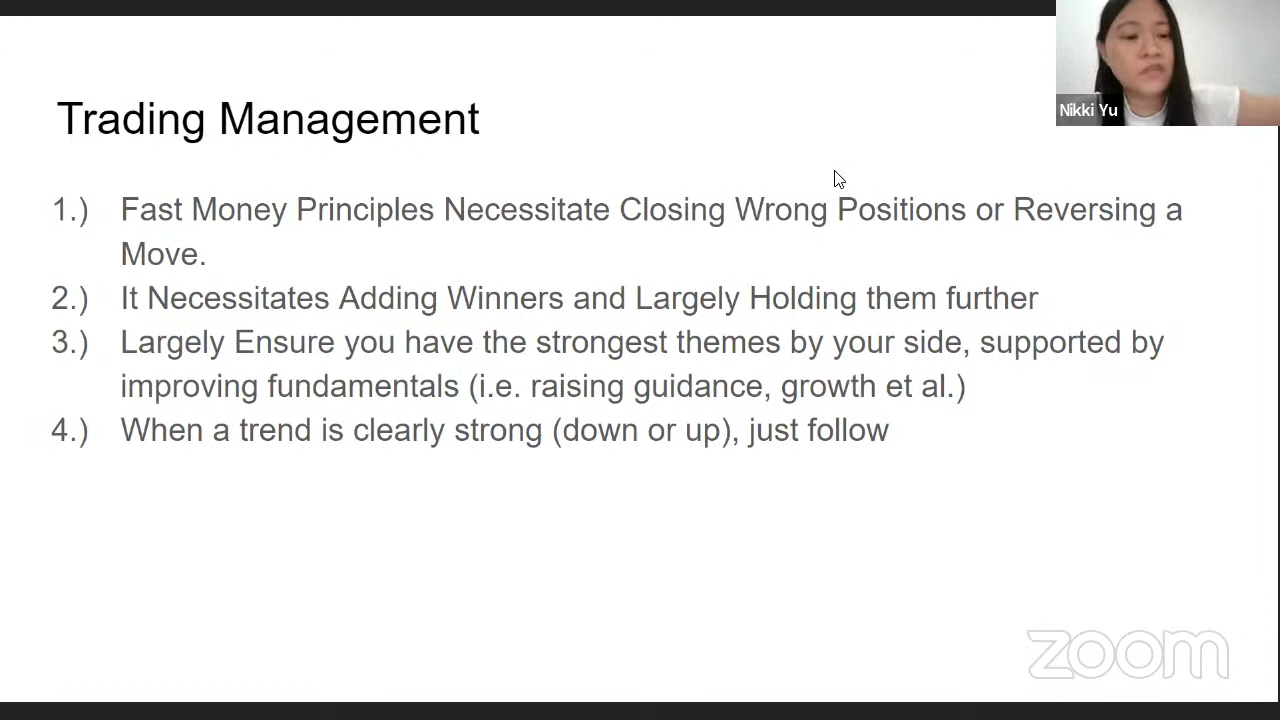 Nikki Yu
Trading Management
1.) Fast Money Principles Necessitate Closing Wrong Positions or Reversing a
Move.
2.) It Necessitates Adding Winners and Largely Holding them further
3.) Largely Ensure you have the strongest themes by your side, supported by
improving fundamentals (i.e. raising guidance, growth et al.)
4.) When a trend is clearly strong (down or up), just follow
zoom